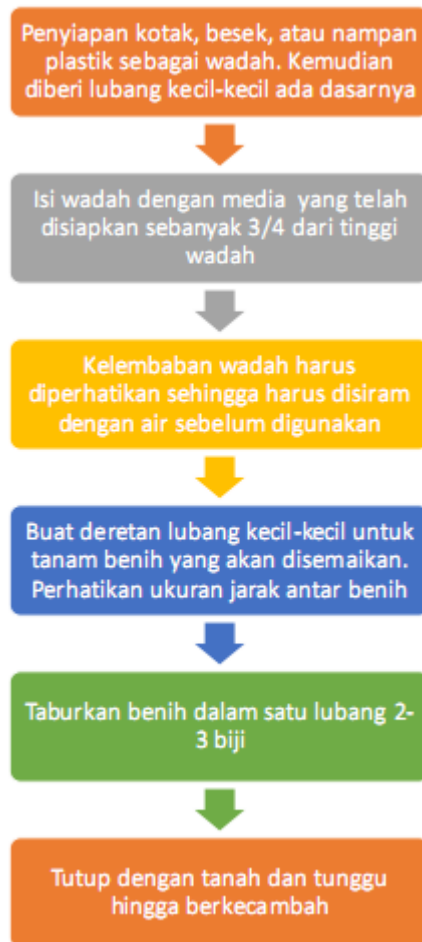 Penyiapan kotak, besek, atau nampan
plastik sebagai wadah. Kemudian
diberi lubang kecil-kecil ada dasarnya
Isi wadah dengan media yang telah
disiapkan sebanyak 3/4 dari tinggi
wadah
Kelembaban wadah harus
diperhatikan sehingga harus disiram
dengan air sebelum digunakan
Buat deretan lubang kecil-kecil untuk
tanam benih yang akan disemaikan.
Perhatikan ukuran jarak antar benih
Taburkan benih dalam satu lubang 2-
3 biji
Tutup dengan tanah dan tunggu
hingga berkecambah